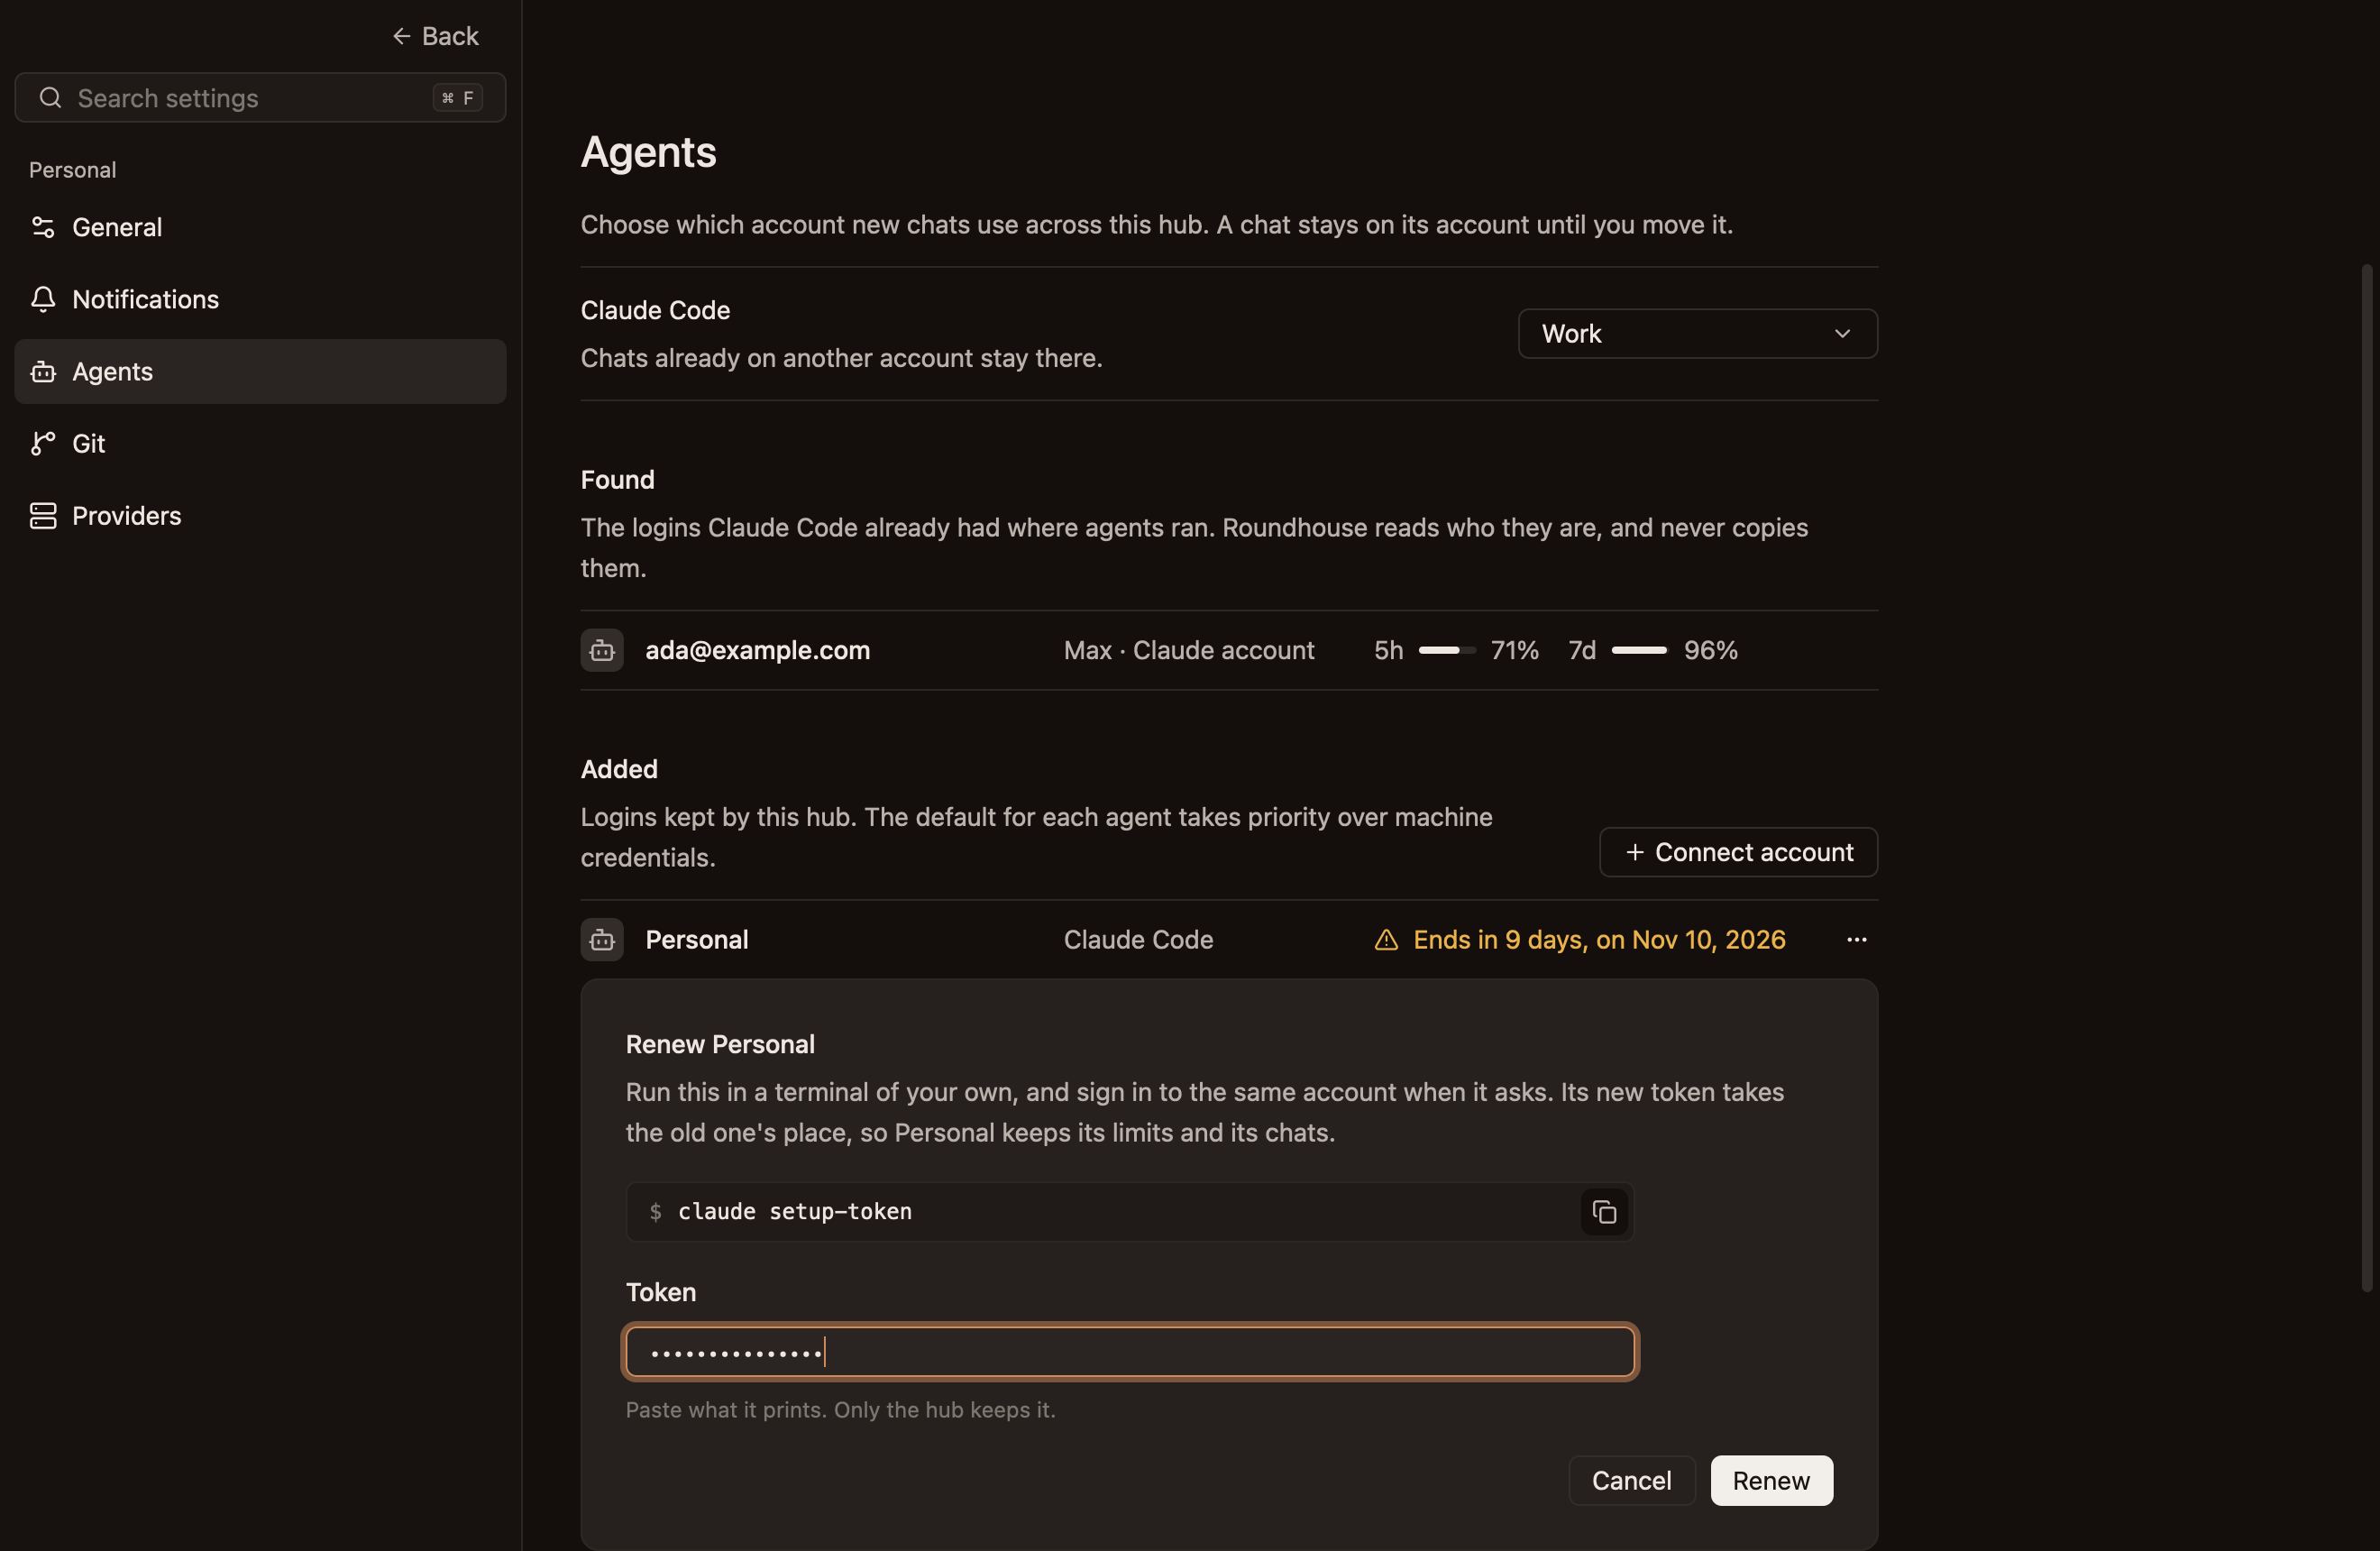 Back
Search settings
⌘ F
Personal
General
Notifications
Agents
Git
Providers
Agents
Choose which account new chats use across this hub. A chat stays on its account until you move it.
Claude Code
Chats already on another account stay there.
Work
Found
The logins Claude Code already had where agents ran. Roundhouse reads who they are, and never copies
them.
ada@example.com
Max · Claude account
5h 71% 7d 96%
Added
Logins kept by this hub. The default for each agent takes priority over machine
credentials.
+ Connect account
Personal
Claude Code
Ends in 9 days, on Nov 10, 2026
Renew Personal
Run this in a terminal of your own, and sign in to the same account when it asks. Its new token takes
the old one's place, so Personal keeps its limits and its chats.
$ claude setup-token
Token
•••••••••••••••
Paste what it prints. Only the hub keeps it.
Cancel
Renew